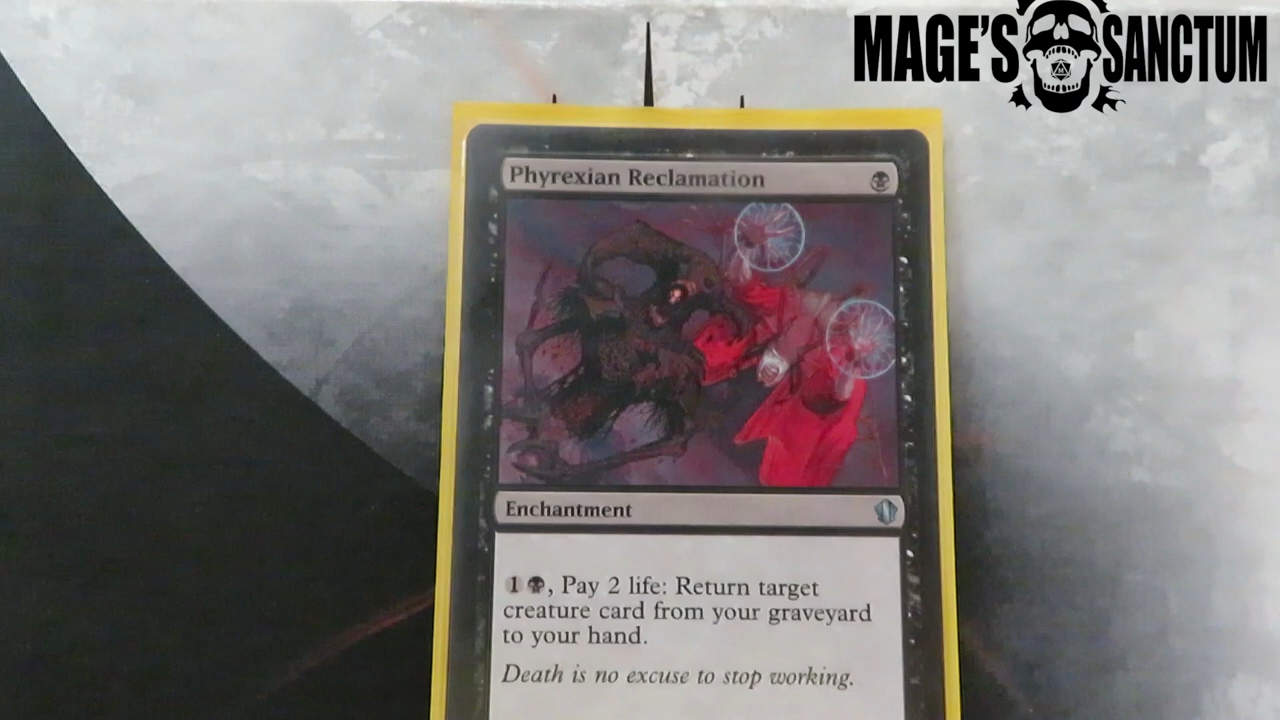 MAGE'S SANCTUM
Phyrexian Reclamation
Enchantment
1 , Pay 2 life: Return target
creature card from your graveyard
to your hand.
Death is no excuse to stop working.